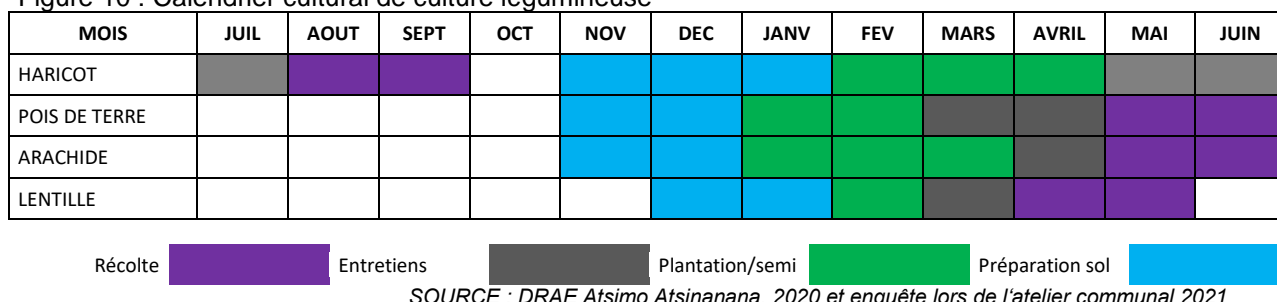 Figure 10 : Calendrier cultural de culture légumineuse
MOIS JUIL AOUT SEPT OCT NOV DEC JANV FEV MARS AVRIL MAI JUIN
HARICOT
POIS DE TERRE
ARACHIDE
LENTILLE
Récolte Entretiens Plantation/semi Préparation sol
SOURCE : DRAE Atsimo Atsinanana, 2020 et enquête lors de l'atelier communal 2021